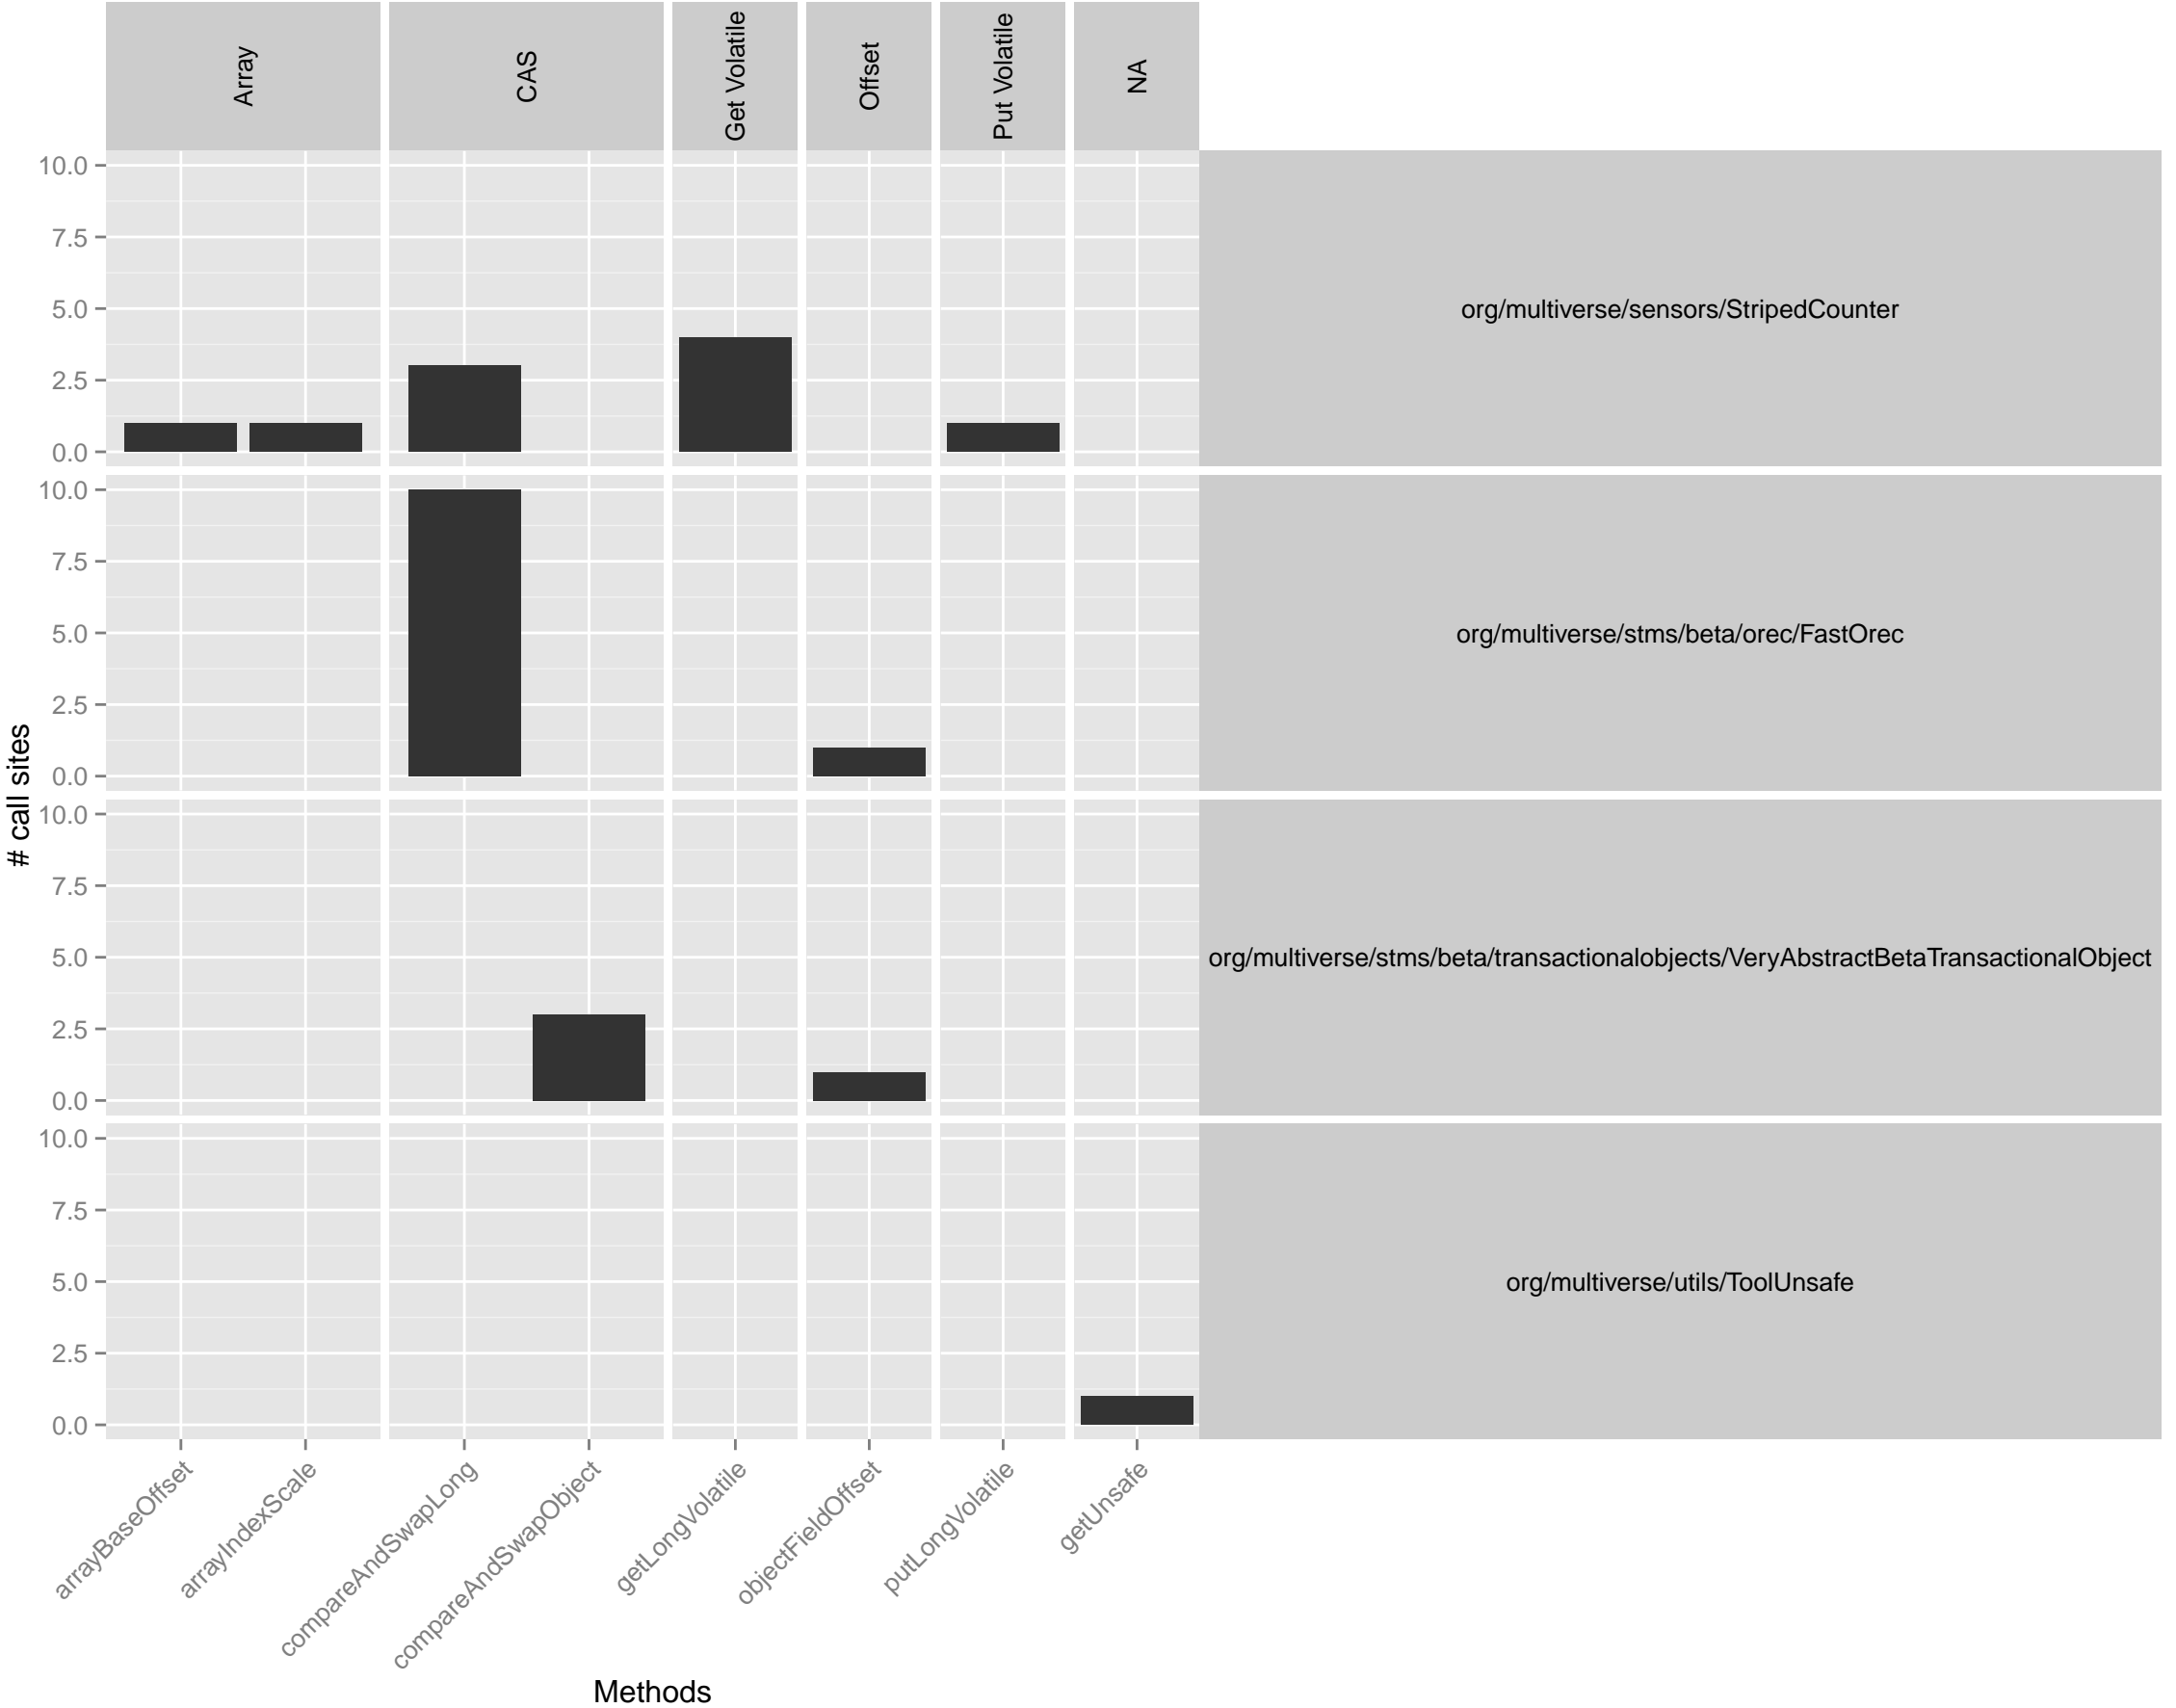 Array
CAS
Get Volatile
Offset
Put Volatile
NA
10.0
7.5
5.0
2.5
0.0
org/multiverse/sensors/StripedCounter
10.0
7.5
5.0
2.5
0.0
org/multiverse/stms/beta/orec/FastOrec
10.0
7.5
5.0
2.5
0.0
org/multiverse/stms/beta/transactionalobjects/VeryAbstractBetaTransactionalObject
10.0
7.5
5.0
2.5
0.0
org/multiverse/utils/ToolUnsafe
# call sites
arrayBaseOffset
arrayIndexScale
compareAndSwapLong
compareAndSwapObject
getLongVolatile
objectFieldOffset
putLongVolatile
getUnsafe
Methods